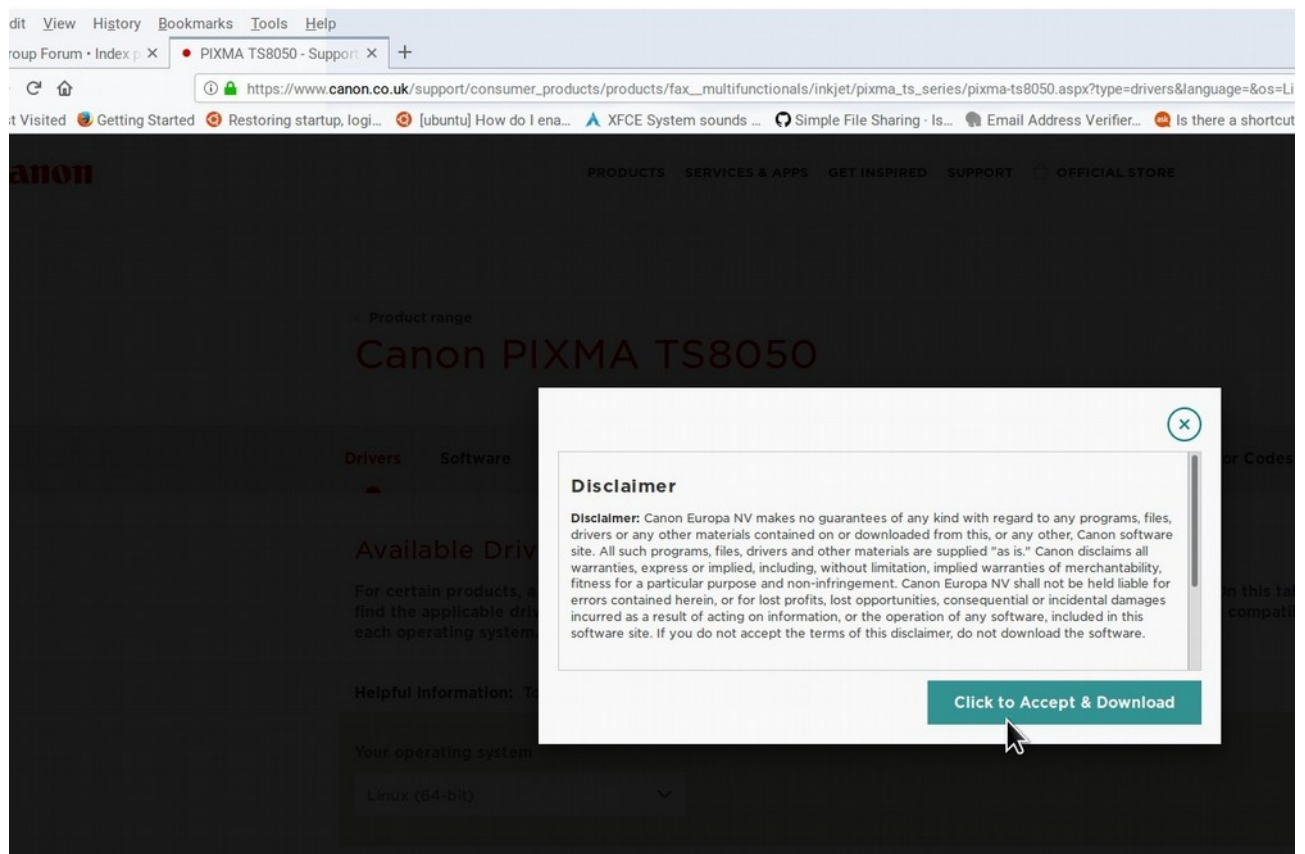 dit View History Bookmarks Tools Help
roup Forum • Index p PIXMA TS8050 - Support
https://www.canon.co.uk/support/consumer_products/products/fax__multifunctionals/inkjet/pixma_ts_series/pixma-ts8050.aspx?type=drivers&language=&os=Li
t Visited Getting Started Restoring startup, logi... [ubuntu] How do I ena... XFCE System sounds ... Simple File Sharing · Is... Email Address Verifier... Is there a shortcut
anon PRODUCTS SERVICES & APPS GET INSPIRED SUPPORT OFFICIAL STORE
Product range
Canon PIXMA TS8050
Drivers Software or Codes
Disclaimer
Disclaimer: Canon Europa NV makes no guarantees of any kind with regard to any programs, files,
drivers or any other materials contained on or downloaded from this, or any other, Canon software
site. All such programs, files, drivers and other materials are supplied "as is." Canon disclaims all
warranties, express or implied, including, without limitation, implied warranties of merchantability,
fitness for a particular purpose and non-infringement. Canon Europa NV shall not be held liable for
errors contained herein, or for lost profits, lost opportunities, consequential or incidental damages
incurred as a result of acting on information, or the operation of any software, included in this
software site. If you do not accept the terms of this disclaimer, do not download the software.
Click to Accept & Download
Available Driv
For certain products, a n this ta
find the applicable driv compati
each operating system
Helpful Information: To
Your operating system
Linux (64-bit)